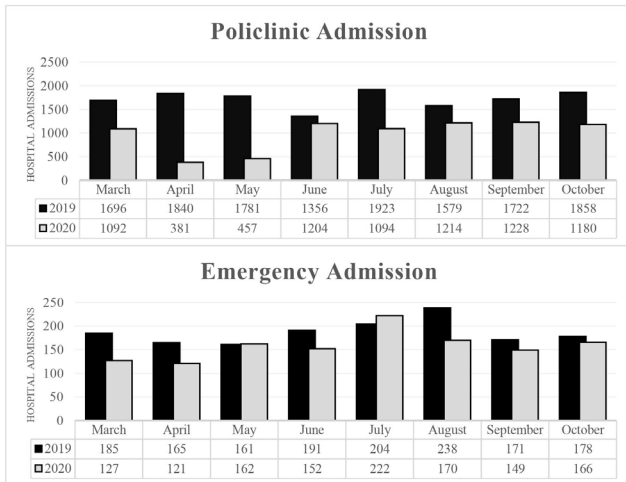 Policlinic Admission
HOSPITAL ADMISSIONS
2500
2000
1500
1000
500
0
March April May June July August September October
2019 1696 1840 1781 1356 1923 1579 1722 1858
2020 1092 381 457 1204 1094 1214 1228 1180
Emergency Admission
HOSPITAL ADMISSIONS
250
200
150
100
50
0
March April May June July August September October
2019 185 165 161 191 204 238 171 178
2020 127 121 162 152 222 170 149 166